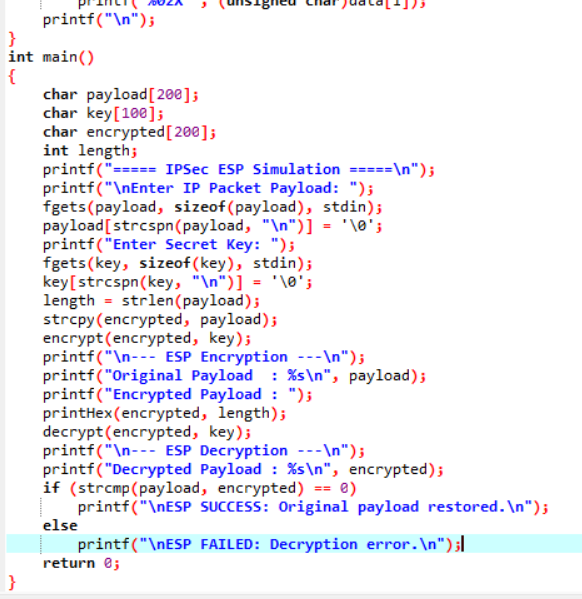 printf("%02X ", (unsigned char)data[i]);
printf("\n");
}
int main()
{
char payload[200];
char key[100];
char encrypted[200];
int length;
printf("===== IPSec ESP Simulation =====\n");
printf("\nEnter IP Packet Payload: ");
fgets(payload, sizeof(payload), stdin);
payload[strcspn(payload, "\n")] = '\0';
printf("Enter Secret Key: ");
fgets(key, sizeof(key), stdin);
key[strcspn(key, "\n")] = '\0';
length = strlen(payload);
strcpy(encrypted, payload);
encrypt(encrypted, key);
printf("\n--- ESP Encryption ---\n");
printf("Original Payload  : %s\n", payload);
printf("Encrypted Payload : ");
printHex(encrypted, length);
decrypt(encrypted, key);
printf("\n--- ESP Decryption ---\n");
printf("Decrypted Payload : %s\n", encrypted);
if (strcmp(payload, encrypted) == 0)
printf("\nESP SUCCESS: Original payload restored.\n");
else
printf("\nESP FAILED: Decryption error.\n");
return 0;
}